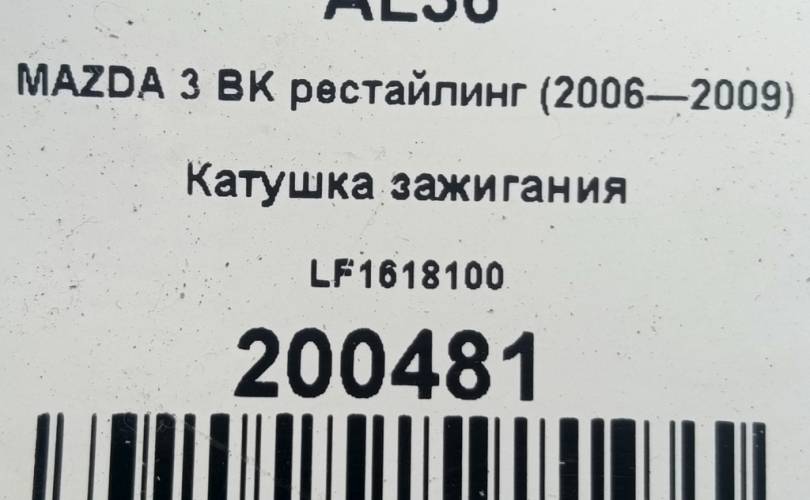 MAZDA 3 BK рестайлинг (2006—2009)
Катушка зажигания
LF1618100
200481